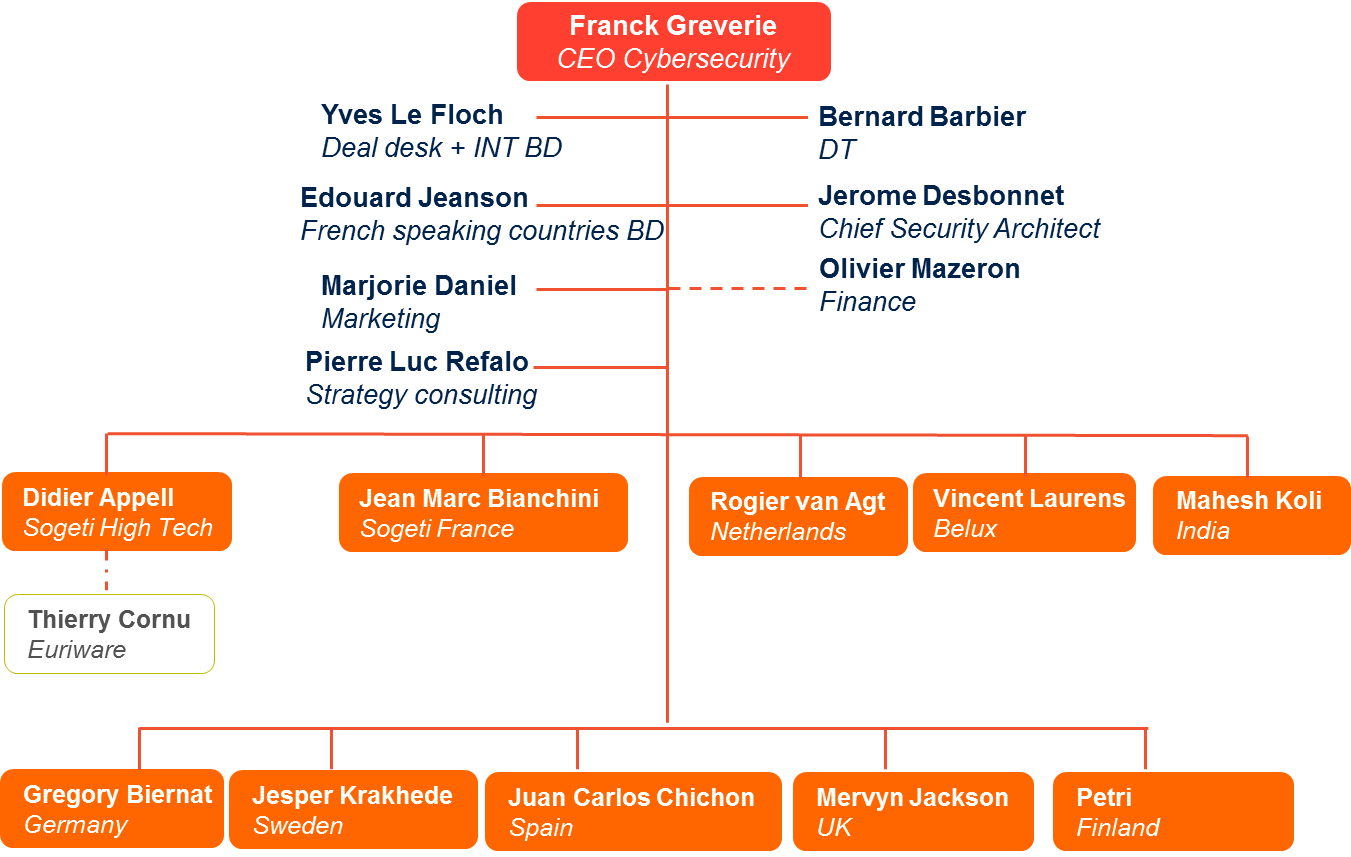 Franck Greverie
CEO Cybersecurity
Yves Le Floch
Deal desk + INT BD
Bernard Barbier
DT
Edouard Jeanson
French speaking countries BD
Jerome Desbonnet
Chief Security Architect
Marjorie Daniel
Marketing
Olivier Mazeron
Finance
Pierre Luc Refalo
Strategy consulting
Didier Appell
Sogeti High Tech
Jean Marc Bianchini
Sogeti France
Rogier van Agt
Netherlands
Vincent Laurens
Belux
Mahesh Koli
India
Thierry Cornu
Euriware
Gregory Biernat
Germany
Jesper Krakhede
Sweden
Juan Carlos Chichon
Spain
Mervyn Jackson
UK
Petri
Finland